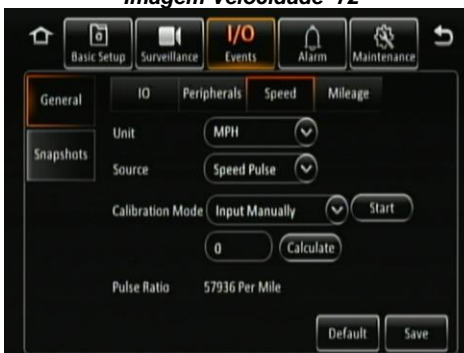 Imagem Velocidade 72
I/O
Basic Setup Surveillance Events Alarm Maintenance
General IO Peripherals Speed Mileage
Unit MPH
Snapshots
Source Speed Pulse
Calibration Mode Input Manually Start
0 Calculate
Pulse Ratio 57936 Per Mile
Default Save